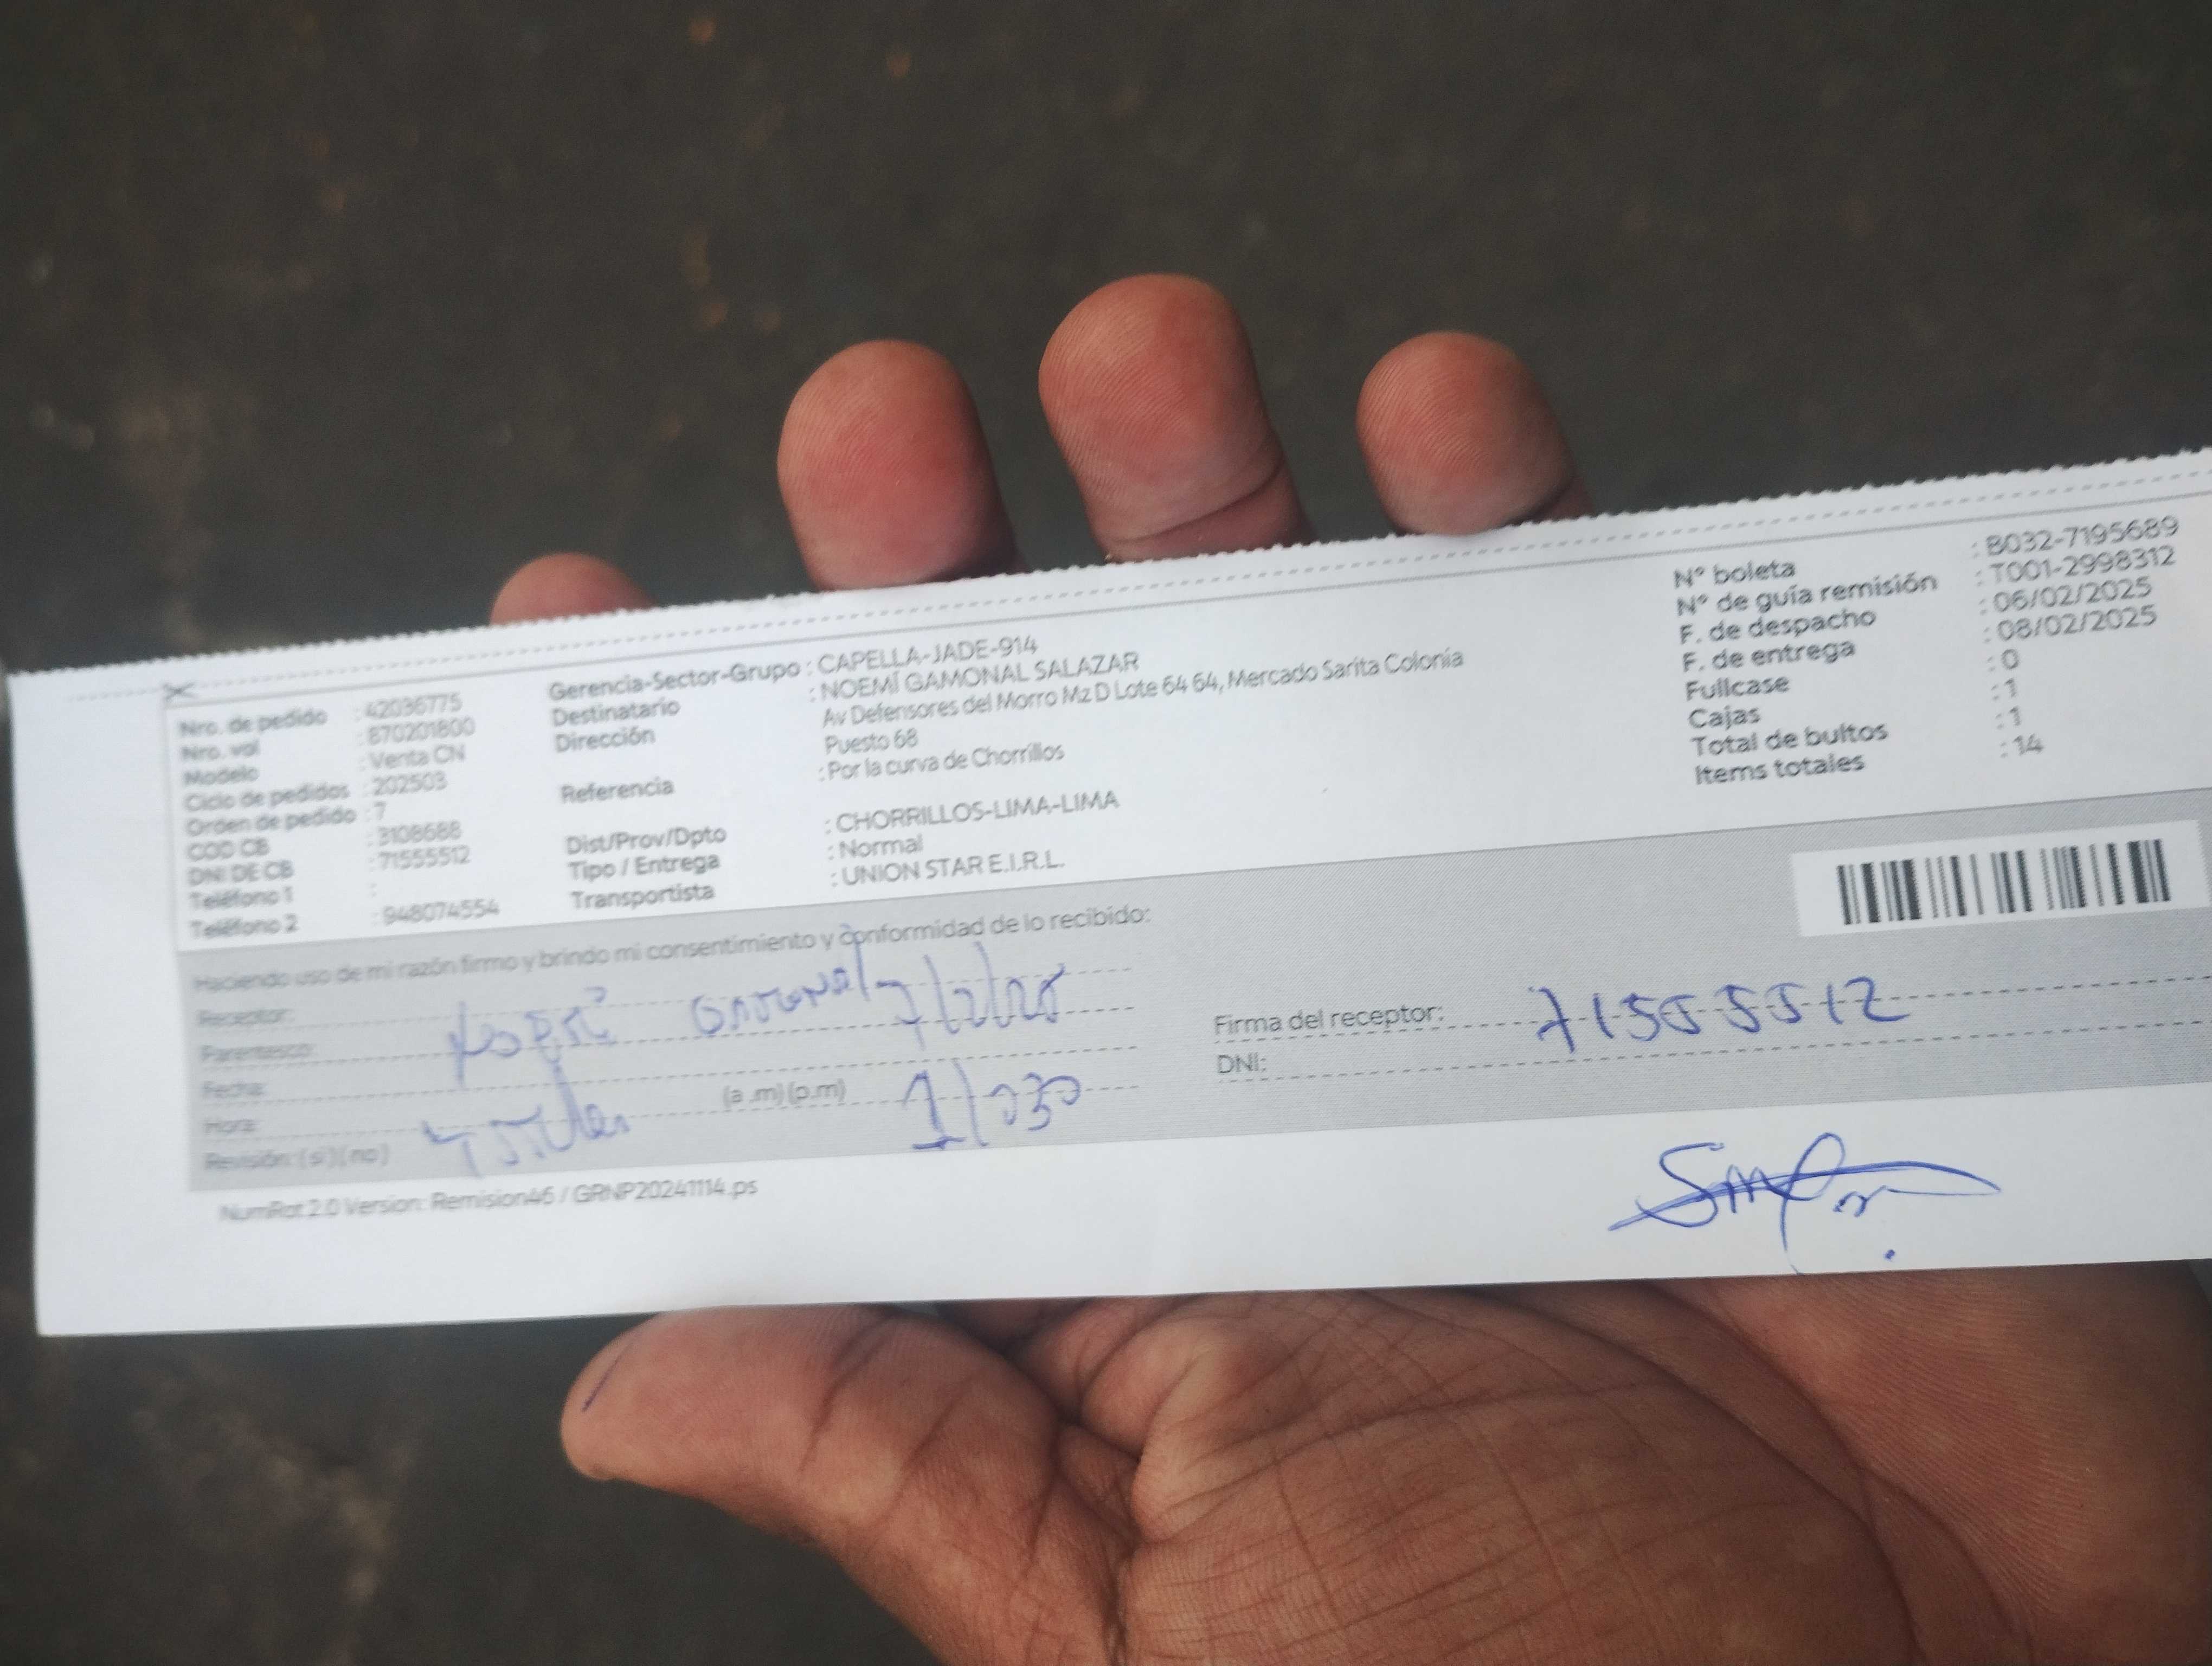 Nro. de pedido : 42036775
Nro. vol : 870201800
Modelo : Venta CN
Ciclo de pedidos : 202503
Orden de pedido : 7
COD CB : 3108688
DNI DE CB : 71555512
Teléfono 1 :
Teléfono 2 : 948074554
Gerencia-Sector-Grupo : CAPELLA-JADE-914
Destinatario : NOEMÍ GAMONAL SALAZAR
Dirección Av Defensores del Morro Mz D Lote 64 64, Mercado Sarita Colonia
Puesto 68
Referencia : Por la curva de Chorrillos
Dist/Prov/Dpto : CHORRILLOS-LIMA-LIMA
Tipo / Entrega : Normal
Transportista : UNION STAR E.I.R.L.
N° boleta : B032-7195689
N° de guía remisión : T001-2998312
F. de despacho : 06/02/2025
F. de entrega : 08/02/2025
Fullcase : 0
Cajas : 1
Total de bultos : 1
Items totales : 14
Haciendo uso de mi razón firmo y brindo mi consentimiento y conformidad de lo recibido:
Receptor:
Parentesco:
Fecha:
Hora: (a .m) (p.m)
Revisión: (si) (no)
Gamonal 7/2/25
Firma del receptor: 71555512
DNI:
NumRot 2.0 Version: Remision46 / GRNP20241114.ps